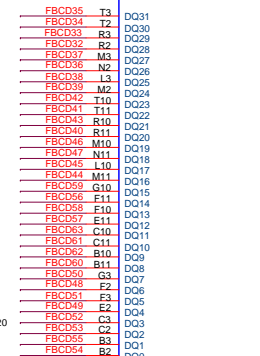 FBCD35 T3 DQ31
FBCD34 T2 DQ30
FBCD33 R3 DQ29
FBCD32 R2 DQ28
FBCD37 M3 DQ27
FBCD36 N2 DQ26
FBCD38 L3 DQ25
FBCD39 M2 DQ24
FBCD42 T10 DQ23
FBCD41 T11 DQ22
FBCD43 R10 DQ21
FBCD40 R11 DQ20
FBCD46 M10 DQ19
FBCD47 N11 DQ18
FBCD45 L10 DQ17
FBCD44 M11 DQ16
FBCD59 G10 DQ15
FBCD56 F11 DQ14
FBCD58 F10 DQ13
FBCD57 E11 DQ12
FBCD63 C10 DQ11
FBCD61 C11 DQ10
FBCD62 B10 DQ9
FBCD60 B11 DQ8
FBCD50 G3 DQ7
FBCD48 F2 DQ6
FBCD51 F3 DQ5
FBCD49 E2 DQ4
FBCD52 C3 DQ3
FBCD53 C2 DQ2
FBCD55 B3 DQ1
FBCD54 B2